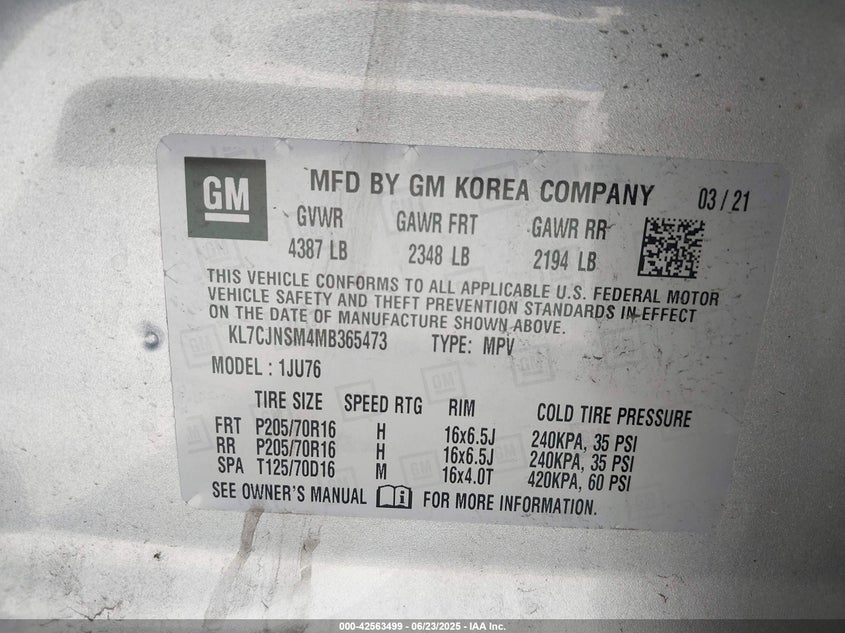 GM MFD BY GM KOREA COMPANY 03/21
GVWR GAWR FRT GAWR RR
4387 LB 2348 LB 2194 LB
THIS VEHICLE CONFORMS TO ALL APPLICABLE U.S. FEDERAL MOTOR
VEHICLE SAFETY AND THEFT PREVENTION STANDARDS IN EFFECT
ON THE DATE OF MANUFACTURE SHOWN ABOVE.
KL7CJNSM4MB365473 TYPE: MPV
MODEL : 1JU76
TIRE SIZE SPEED RTG RIM COLD TIRE PRESSURE
FRT P205/70R16 H 16x6.5J 240KPA, 35 PSI
RR P205/70R16 H 16x6.5J 240KPA, 35 PSI
SPA T125/70D16 M 16x4.0T 420KPA, 60 PSI
SEE OWNER'S MANUAL i FOR MORE INFORMATION.
000-42563499 - 06/23/2025 - IAA Inc.